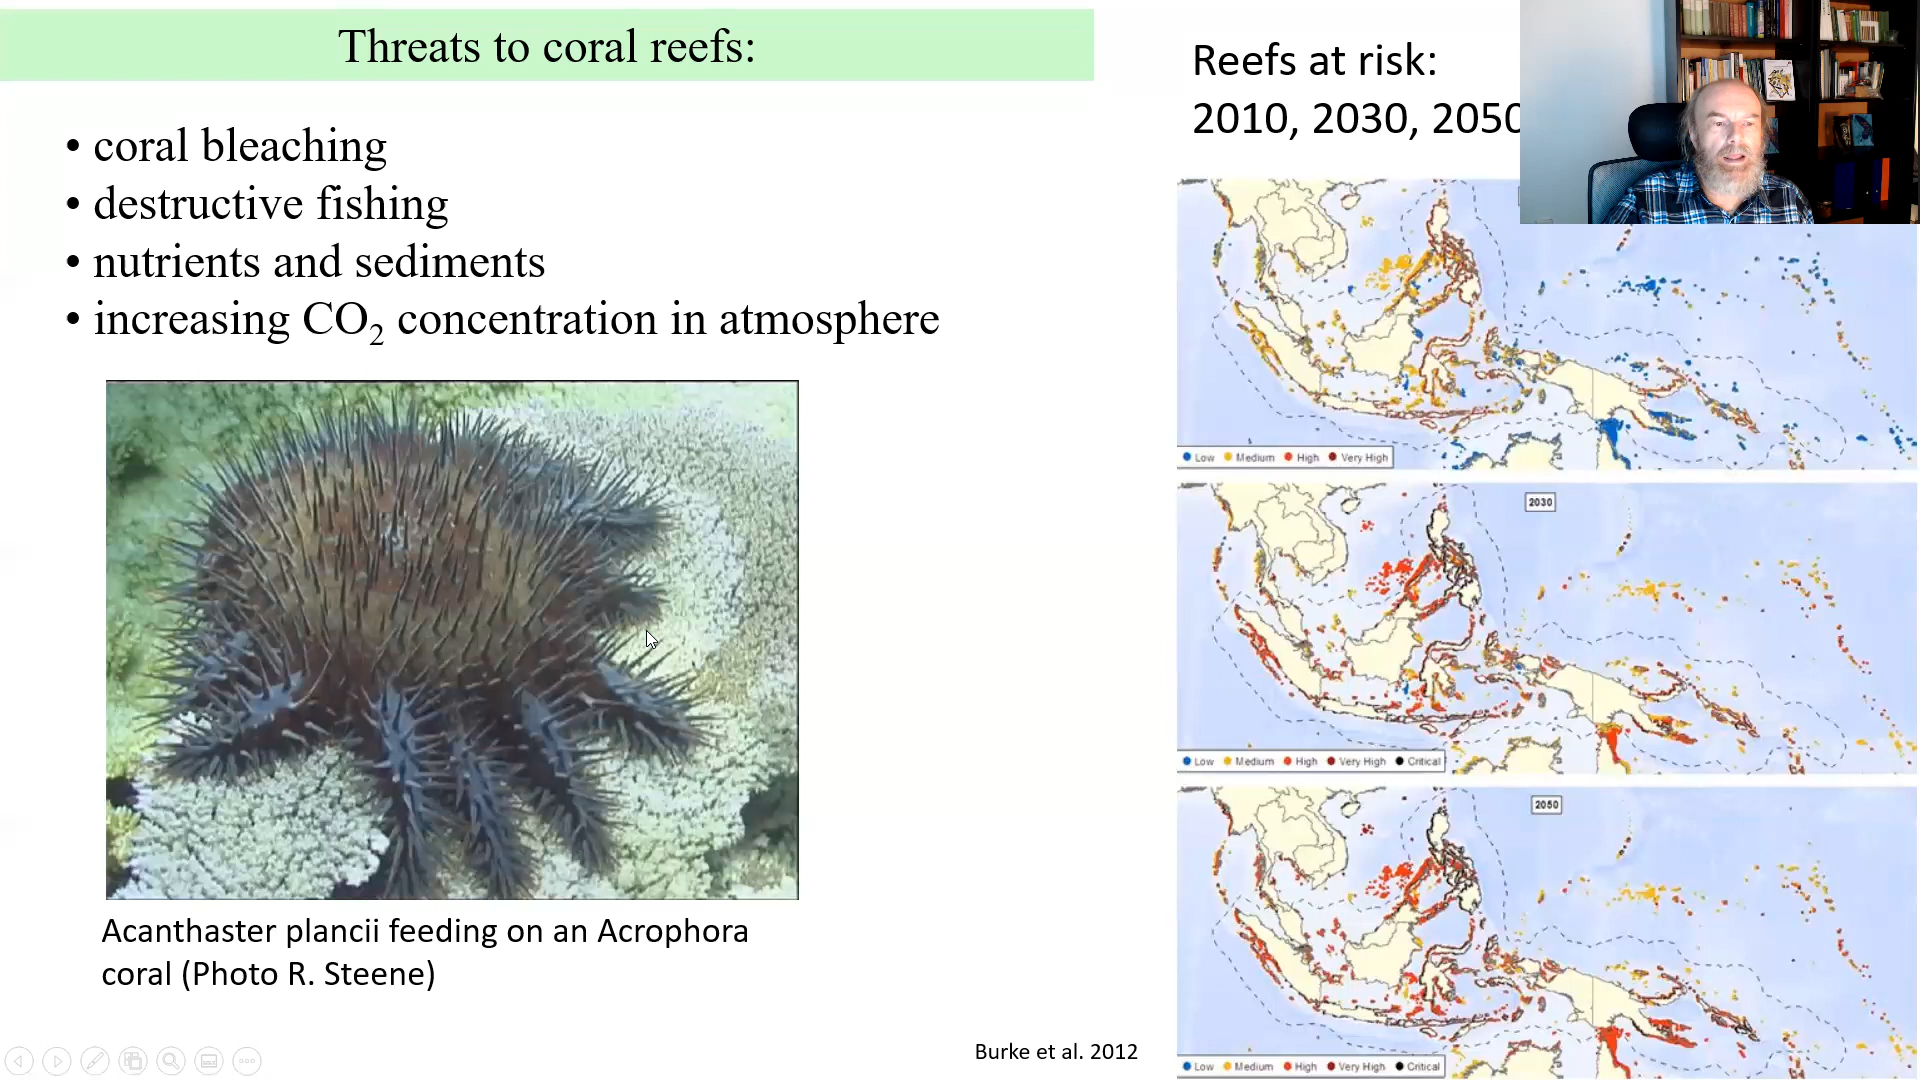 Threats to coral reefs:
• coral bleaching
• destructive fishing
• nutrients and sediments
• increasing CO₂ concentration in atmosphere
Acanthaster plancii feeding on an Acrophora
coral (Photo R. Steene)
Burke et al. 2012
Reefs at risk:
2010, 2030, 2050
Low Medium High Very High
2030
Low Medium High Very High Critical
2050
Low Medium High Very High Critical